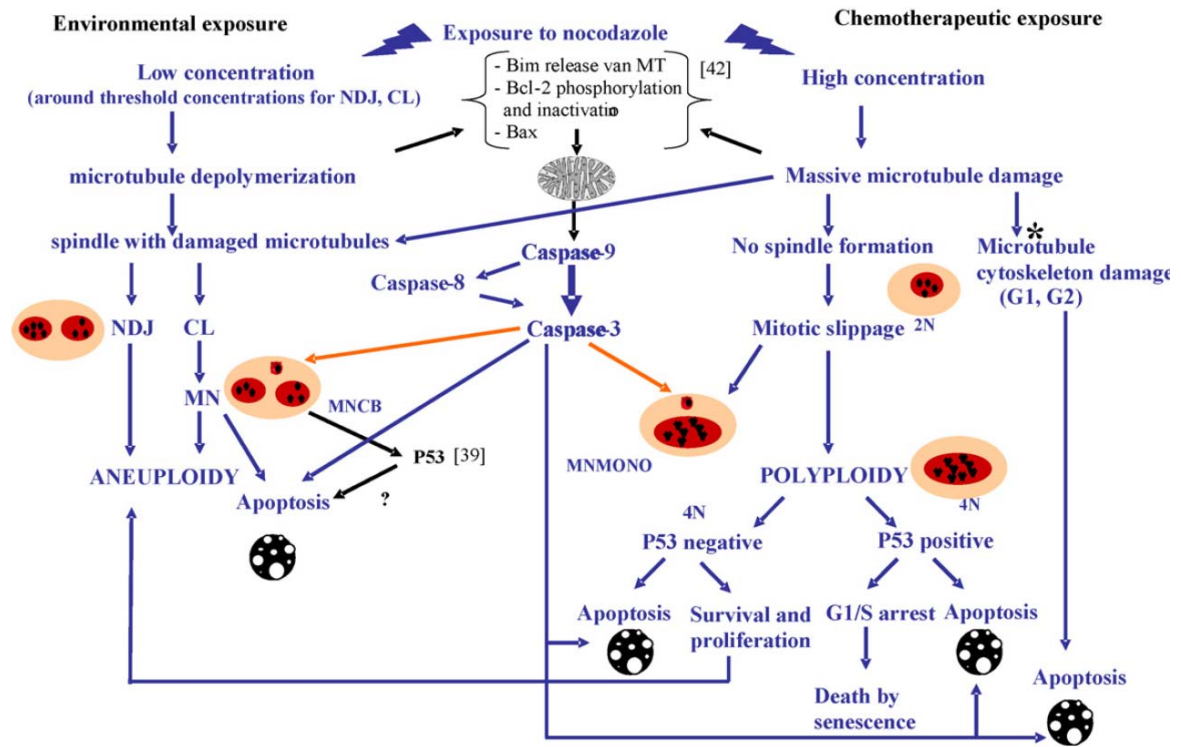 Environmental exposure
Chemotherapeutic exposure
Exposure to nocodazole
Low concentration
(around threshold concentrations for NDJ, CL)
- Bim release van MT
- Bcl-2 phosphorylation
and inactivatio
- Bax
[42]
High concentration
microtubule depolymerization
Massive microtubule damage
spindle with damaged microtubules
Caspase-9
No spindle formation
*
Microtubule
cytoskeleton damage
(G1, G2)
Caspase-8
2N
NDJ
CL
Caspase-3
Mitotic slippage
MN
MNCB
P53 [39]
MNMONO
ANEUPLOIDY
POLYPLOIDY
Apoptosis
?
4N
4N
P53 negative
P53 positive
Apoptosis
Survival and
proliferation
G1/S arrest
Apoptosis
Death by
senescence
Apoptosis